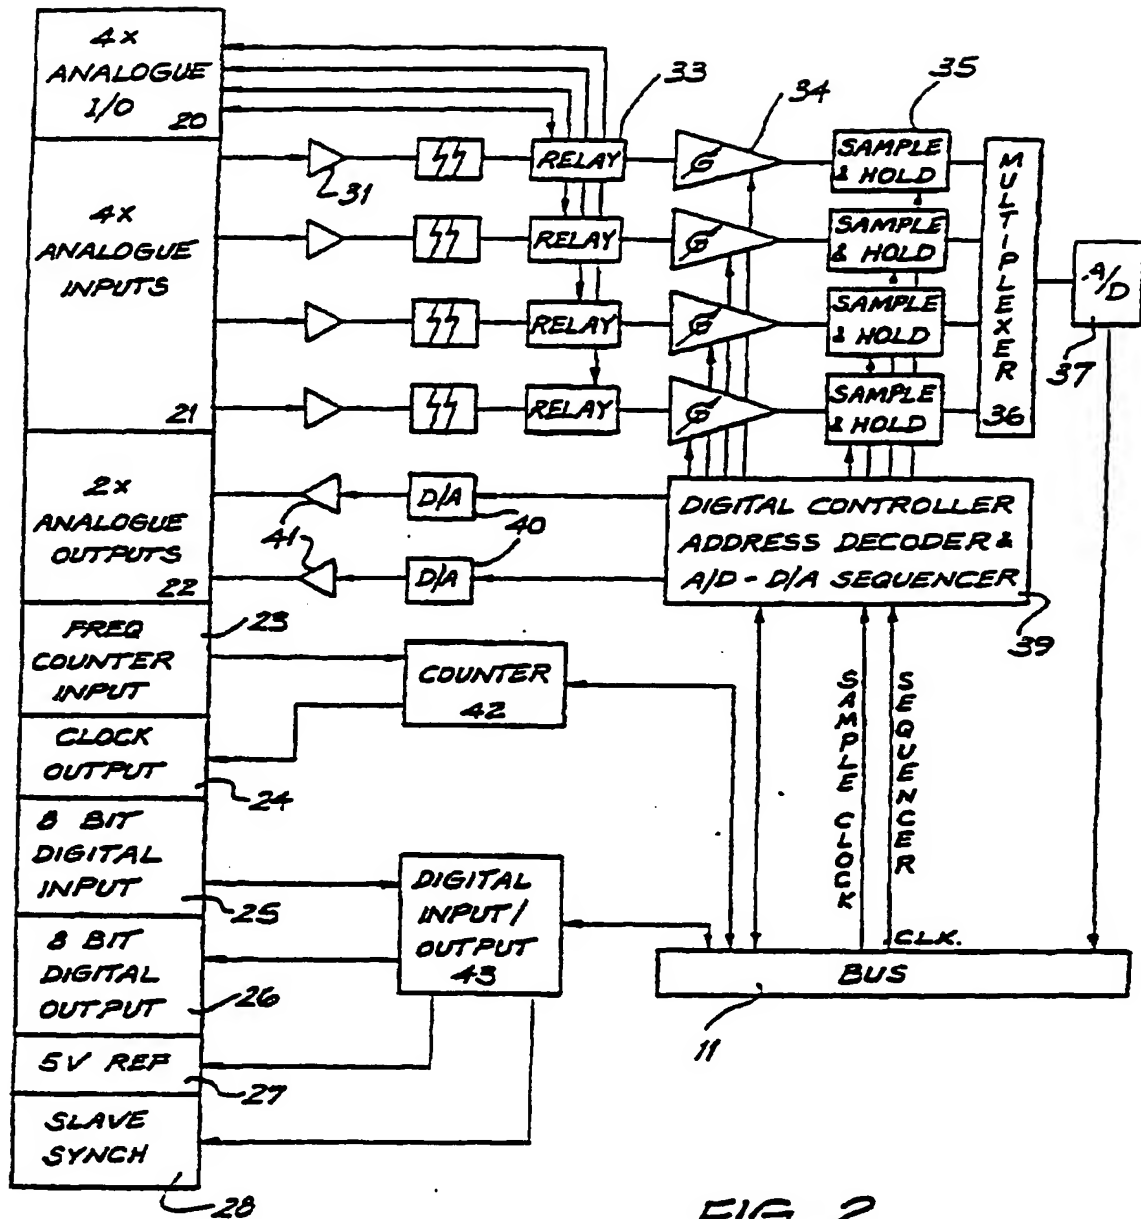 4x
ANALOGUE
I/O
20
4x
ANALOGUE
INPUTS
21
2x
ANALOGUE
OUTPUTS
22
FREQ
COUNTER
INPUT
23
CLOCK
OUTPUT
24
8 BIT
DIGITAL
INPUT
25
8 BIT
DIGITAL
OUTPUT
26
5V REF
27
SLAVE
SYNCH
28
31
33
RELAY
RELAY
RELAY
RELAY
34
G
G
G
G
35
SAMPLE
& HOLD
SAMPLE
& HOLD
SAMPLE
& HOLD
SAMPLE
& HOLD
MULTIPLEXER
36
A/D
37
D/A
40
D/A
41
DIGITAL CONTROLLER
ADDRESS DECODER &
A/D - D/A SEQUENCER
39
COUNTER
42
SAMPLE CLOCK
SEQUENCER
CLK.
DIGITAL
INPUT/
OUTPUT
43
BUS
11
FIG. 2